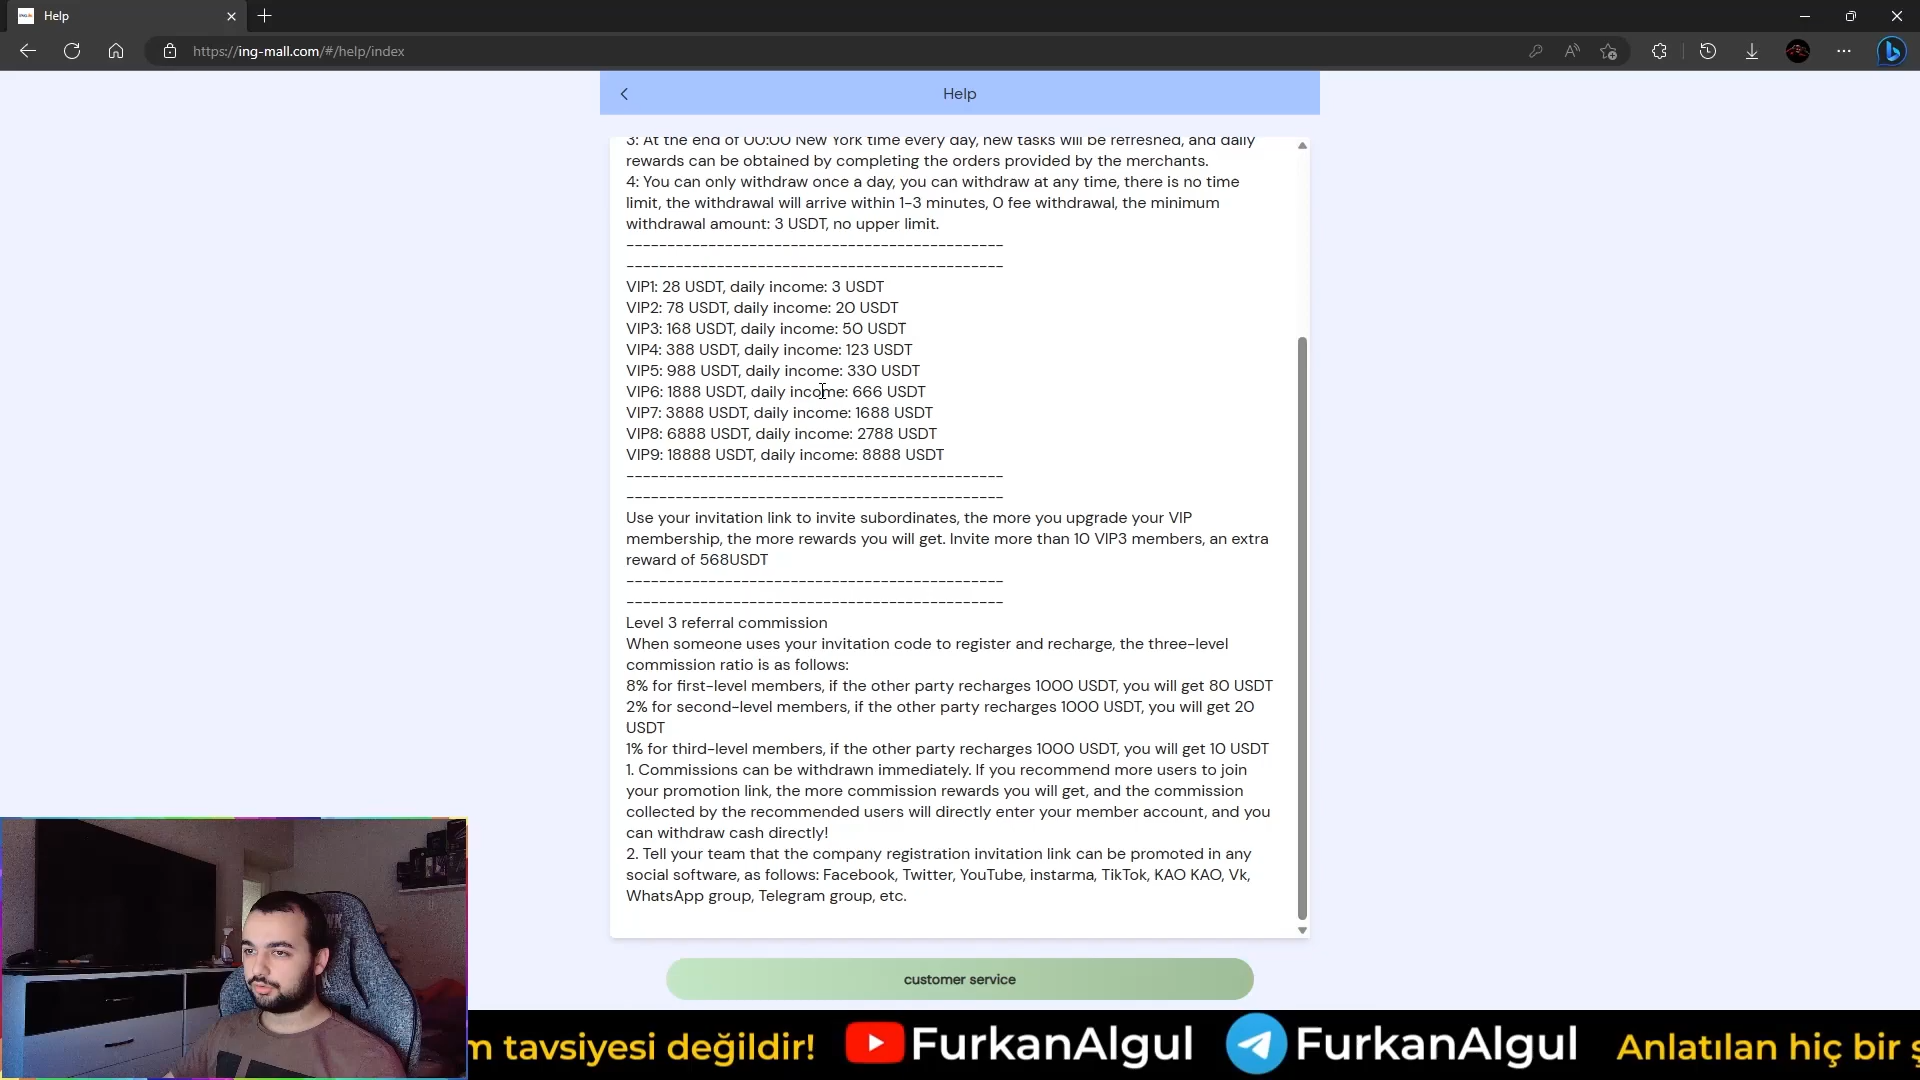 Help
https://ing-mall.com/#/help/index
Help
3: At the end of 00:00 New York time every day, new tasks will be refreshed, and daily
rewards can be obtained by completing the orders provided by the merchants.
4: You can only withdraw once a day, you can withdraw at any time, there is no time
limit, the withdrawal will arrive within 1-3 minutes, 0 fee withdrawal, the minimum
withdrawal amount: 3 USDT, no upper limit.
----------------------------------------------
----------------------------------------------
VIP1: 28 USDT, daily income: 3 USDT
VIP2: 78 USDT, daily income: 20 USDT
VIP3: 168 USDT, daily income: 50 USDT
VIP4: 388 USDT, daily income: 123 USDT
VIP5: 988 USDT, daily income: 330 USDT
VIP6: 1888 USDT, daily income: 666 USDT
VIP7: 3888 USDT, daily income: 1688 USDT
VIP8: 6888 USDT, daily income: 2788 USDT
VIP9: 18888 USDT, daily income: 8888 USDT
----------------------------------------------
----------------------------------------------
Use your invitation link to invite subordinates, the more you upgrade your VIP
membership, the more rewards you will get. Invite more than 10 VIP3 members, an extra
reward of 568USDT
----------------------------------------------
----------------------------------------------
Level 3 referral commission
When someone uses your invitation code to register and recharge, the three-level
commission ratio is as follows:
8% for first-level members, if the other party recharges 1000 USDT, you will get 80 USDT
2% for second-level members, if the other party recharges 1000 USDT, you will get 20
USDT
1% for third-level members, if the other party recharges 1000 USDT, you will get 10 USDT
1. Commissions can be withdrawn immediately. If you recommend more users to join
your promotion link, the more commission rewards you will get, and the commission
collected by the recommended users will directly enter your member account, and you
can withdraw cash directly!
2. Tell your team that the company registration invitation link can be promoted in any
social software, as follows: Facebook, Twitter, YouTube, instarma, TikTok, KAO KAO, Vk,
WhatsApp group, Telegram group, etc.
customer service
m tavsiyesi değildir! FurkanAlgul FurkanAlgul Anlatılan hiç bir ş